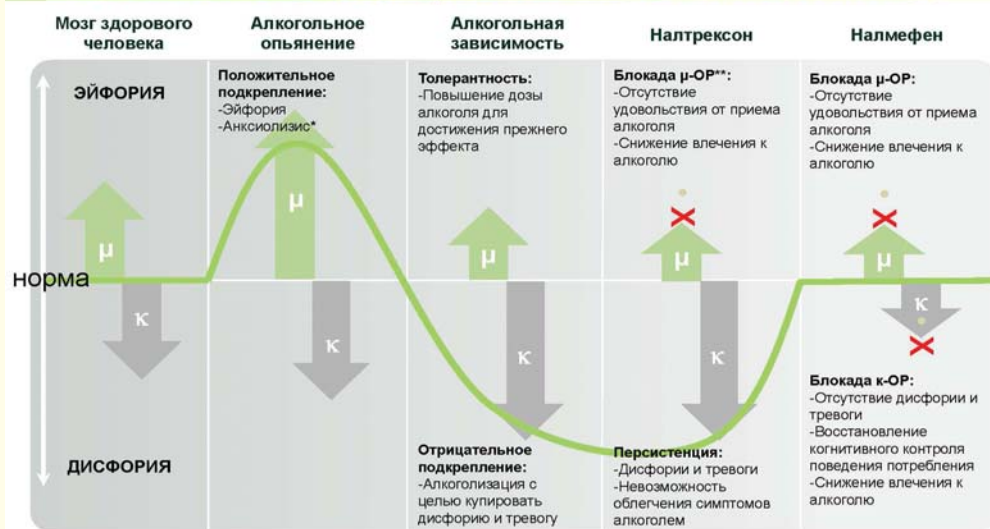 Мозг здорового
человека
Алкогольное
опьянение
Алкогольная
зависимость
Налтрексон
Налмефен
ЭЙФОРИЯ
Положительное
подкрепление:
-Эйфория
-Анксиолизис*
Толерантность:
-Повышение дозы
алкоголя для
достижения прежнего
эффекта
Блокада μ-ОР**:
-Отсутствие
удовольствия от приема
алкоголя
-Снижение влечения к
алкоголю
Блокада μ-ОР:
-Отсутствие
удовольствия от приема
алкоголя
-Снижение влечения к
алкоголю
μ
μ
μ
μ
μ
норма
κ
κ
κ
κ
κ
ДИСФОРИЯ
Отрицательное
подкрепление:
-Алкоголизация с
целью купировать
дисфорию и тревогу
Персистенция:
-Дисфории и тревоги
-Невозможность
облегчения симптомов
алкоголем
Блокада κ-ОР:
-Отсутствие дисфории и
тревоги
-Восстановление
когнитивного контроля
поведения потребления
-Снижение влечения к
алкоголю